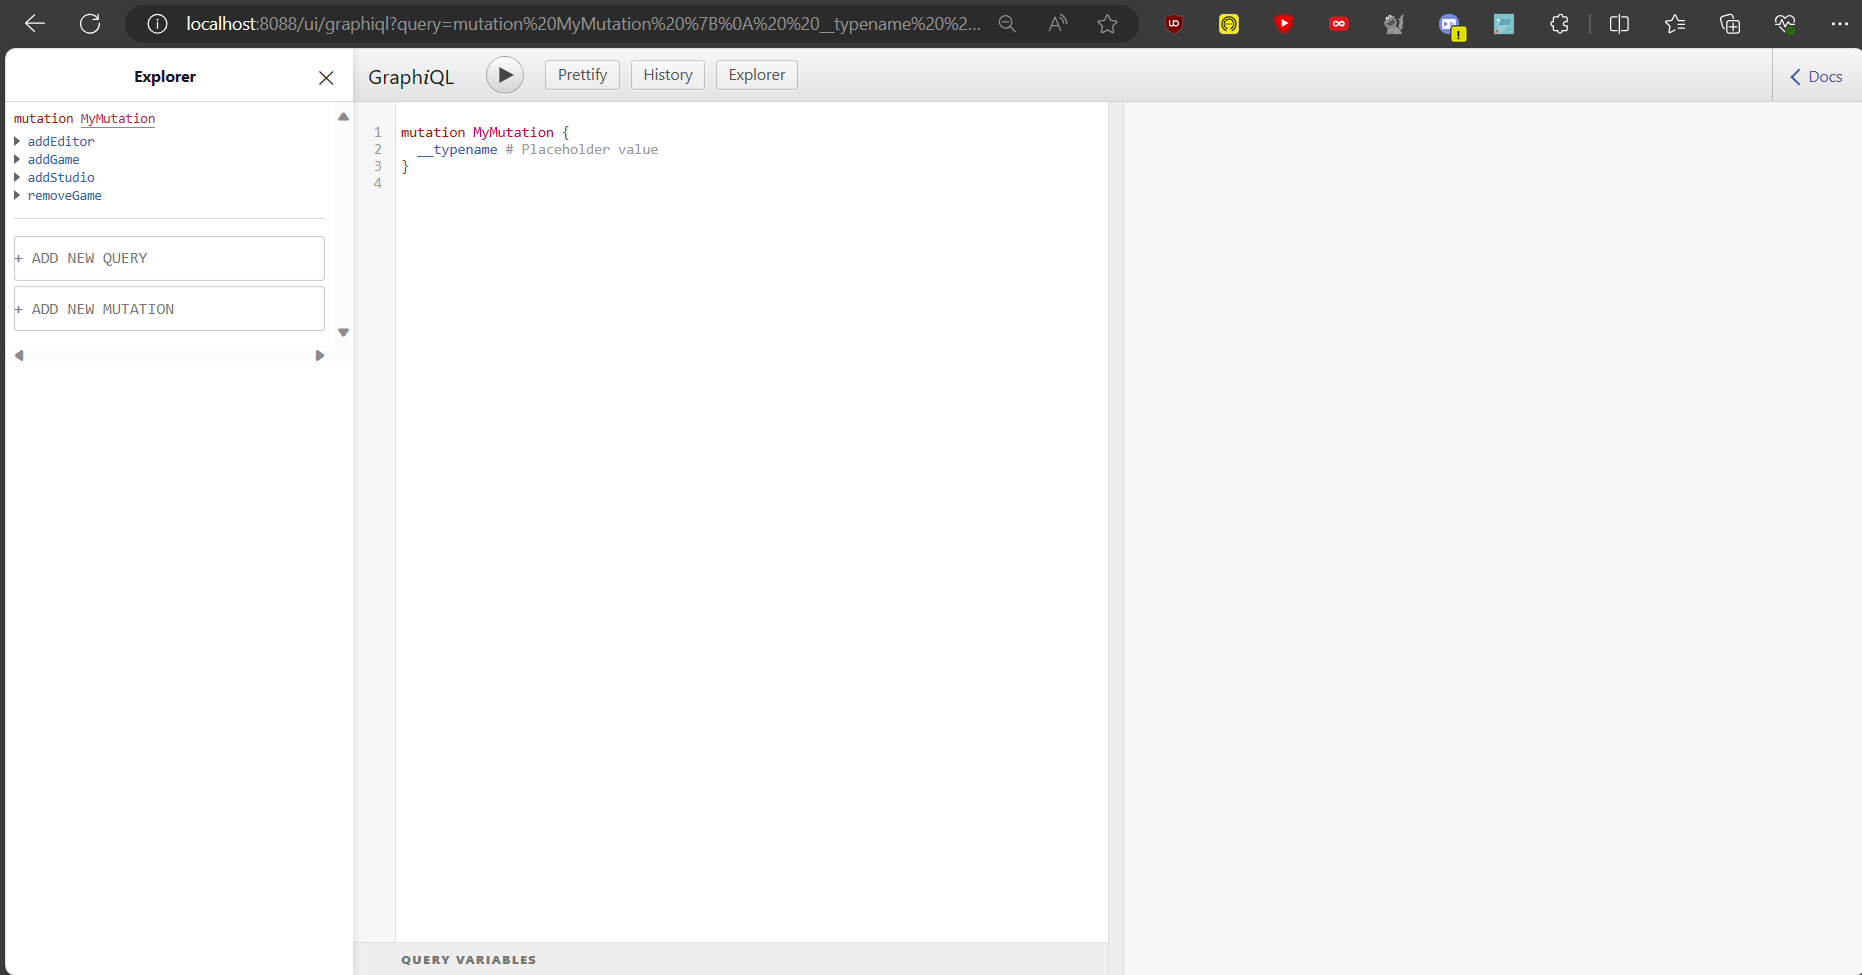 localhost:8088/ui/graphiql?query=mutation%20MyMutation%20%7B%0A%20%20__typename%20%2...
Explorer
mutation MyMutation
addEditor
addGame
addStudio
removeGame
+ ADD NEW QUERY
+ ADD NEW MUTATION
GraphiQL
Prettify
History
Explorer
Docs
1 mutation MyMutation {
2 __typename # Placeholder value
3 }
4
QUERY VARIABLES